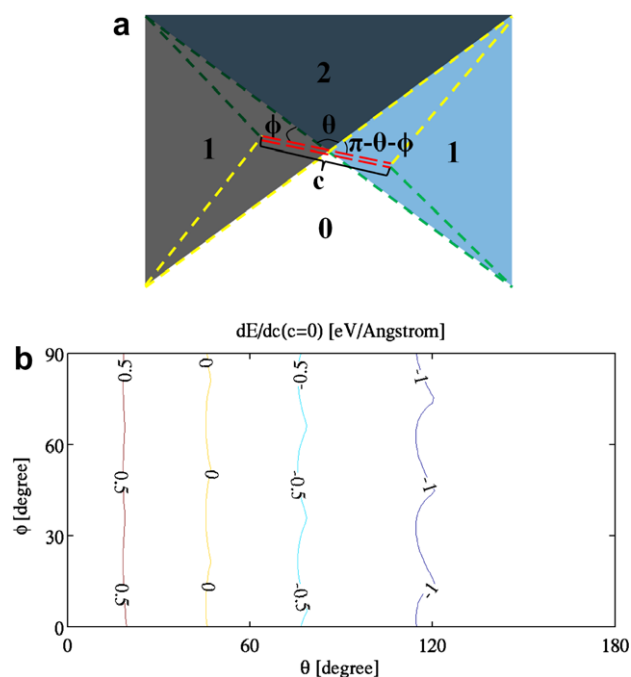 a
2
ϕ θ π-θ-ϕ
1 1
c
0
b
dE/dc(c=0) [eV/Angstrom]
90
0.5 0 -0.5 -1
60
ϕ [degree]
0.5 0 -0.5 -1
30
0.5 0 -0.5 -1
0
0 60 120 180
θ [degree]